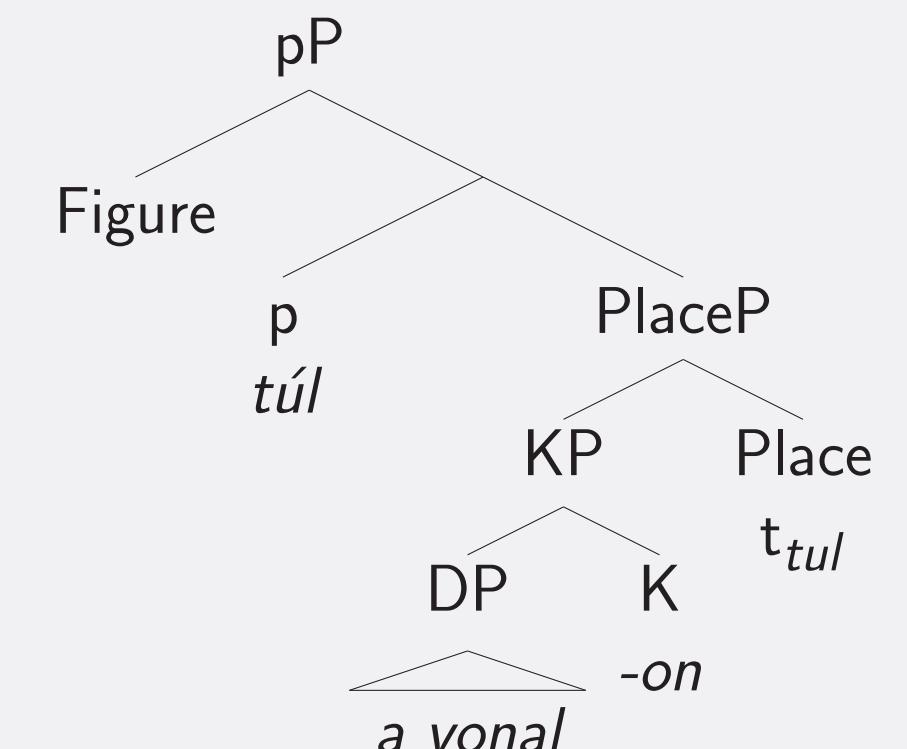 pP
Figure
p
PlaceP
túl
KP
Place
t tul
DP
K
-on
a vonal